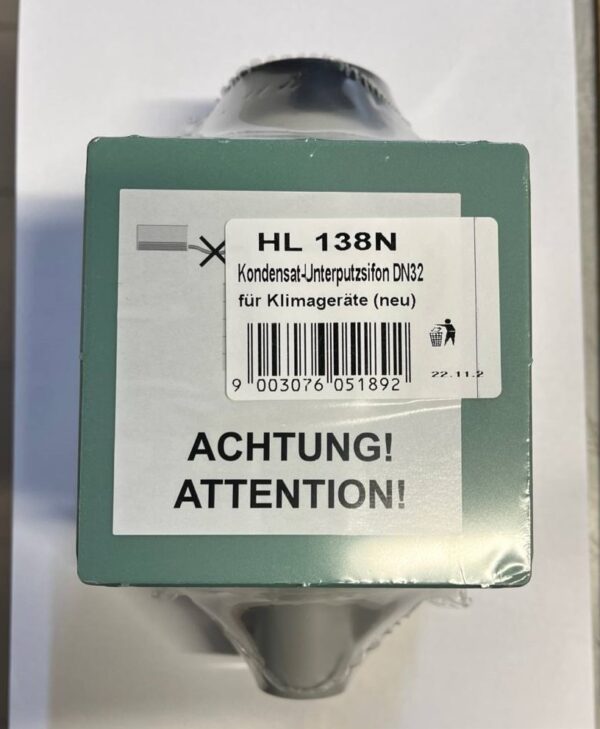 HL 138N
Kondensat-Unterputzsifon DN32
für Klimageräte (neu)
9 003076 051892
22.11.2
ACHTUNG!
ATTENTION!